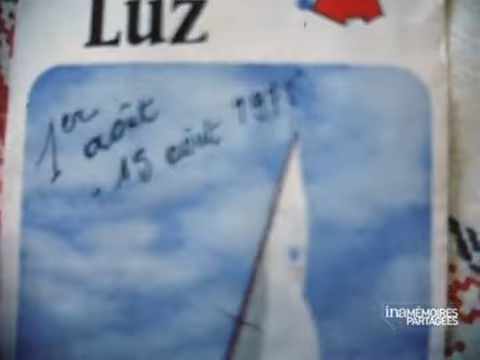 Luz
1er août
. 15 août
ina MÉMOIRES
PARTAGÉES